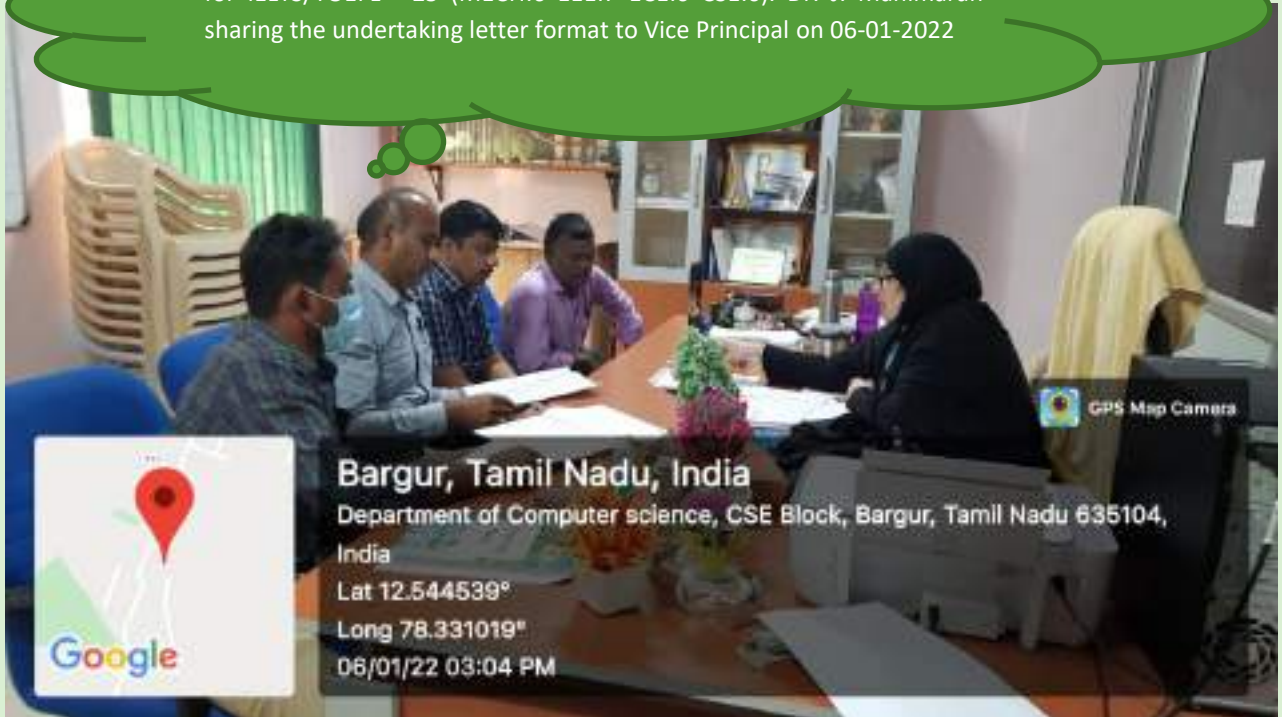 sharing the undertaking letter format to Vice Principal on 06-01-2022
GPS Map Camera
Bargur, Tamil Nadu, India
Department of Computer science, CSE Block, Bargur, Tamil Nadu 635104,
India
Lat 12.544539°
Long 78.331019°
06/01/22 03:04 PM
Google